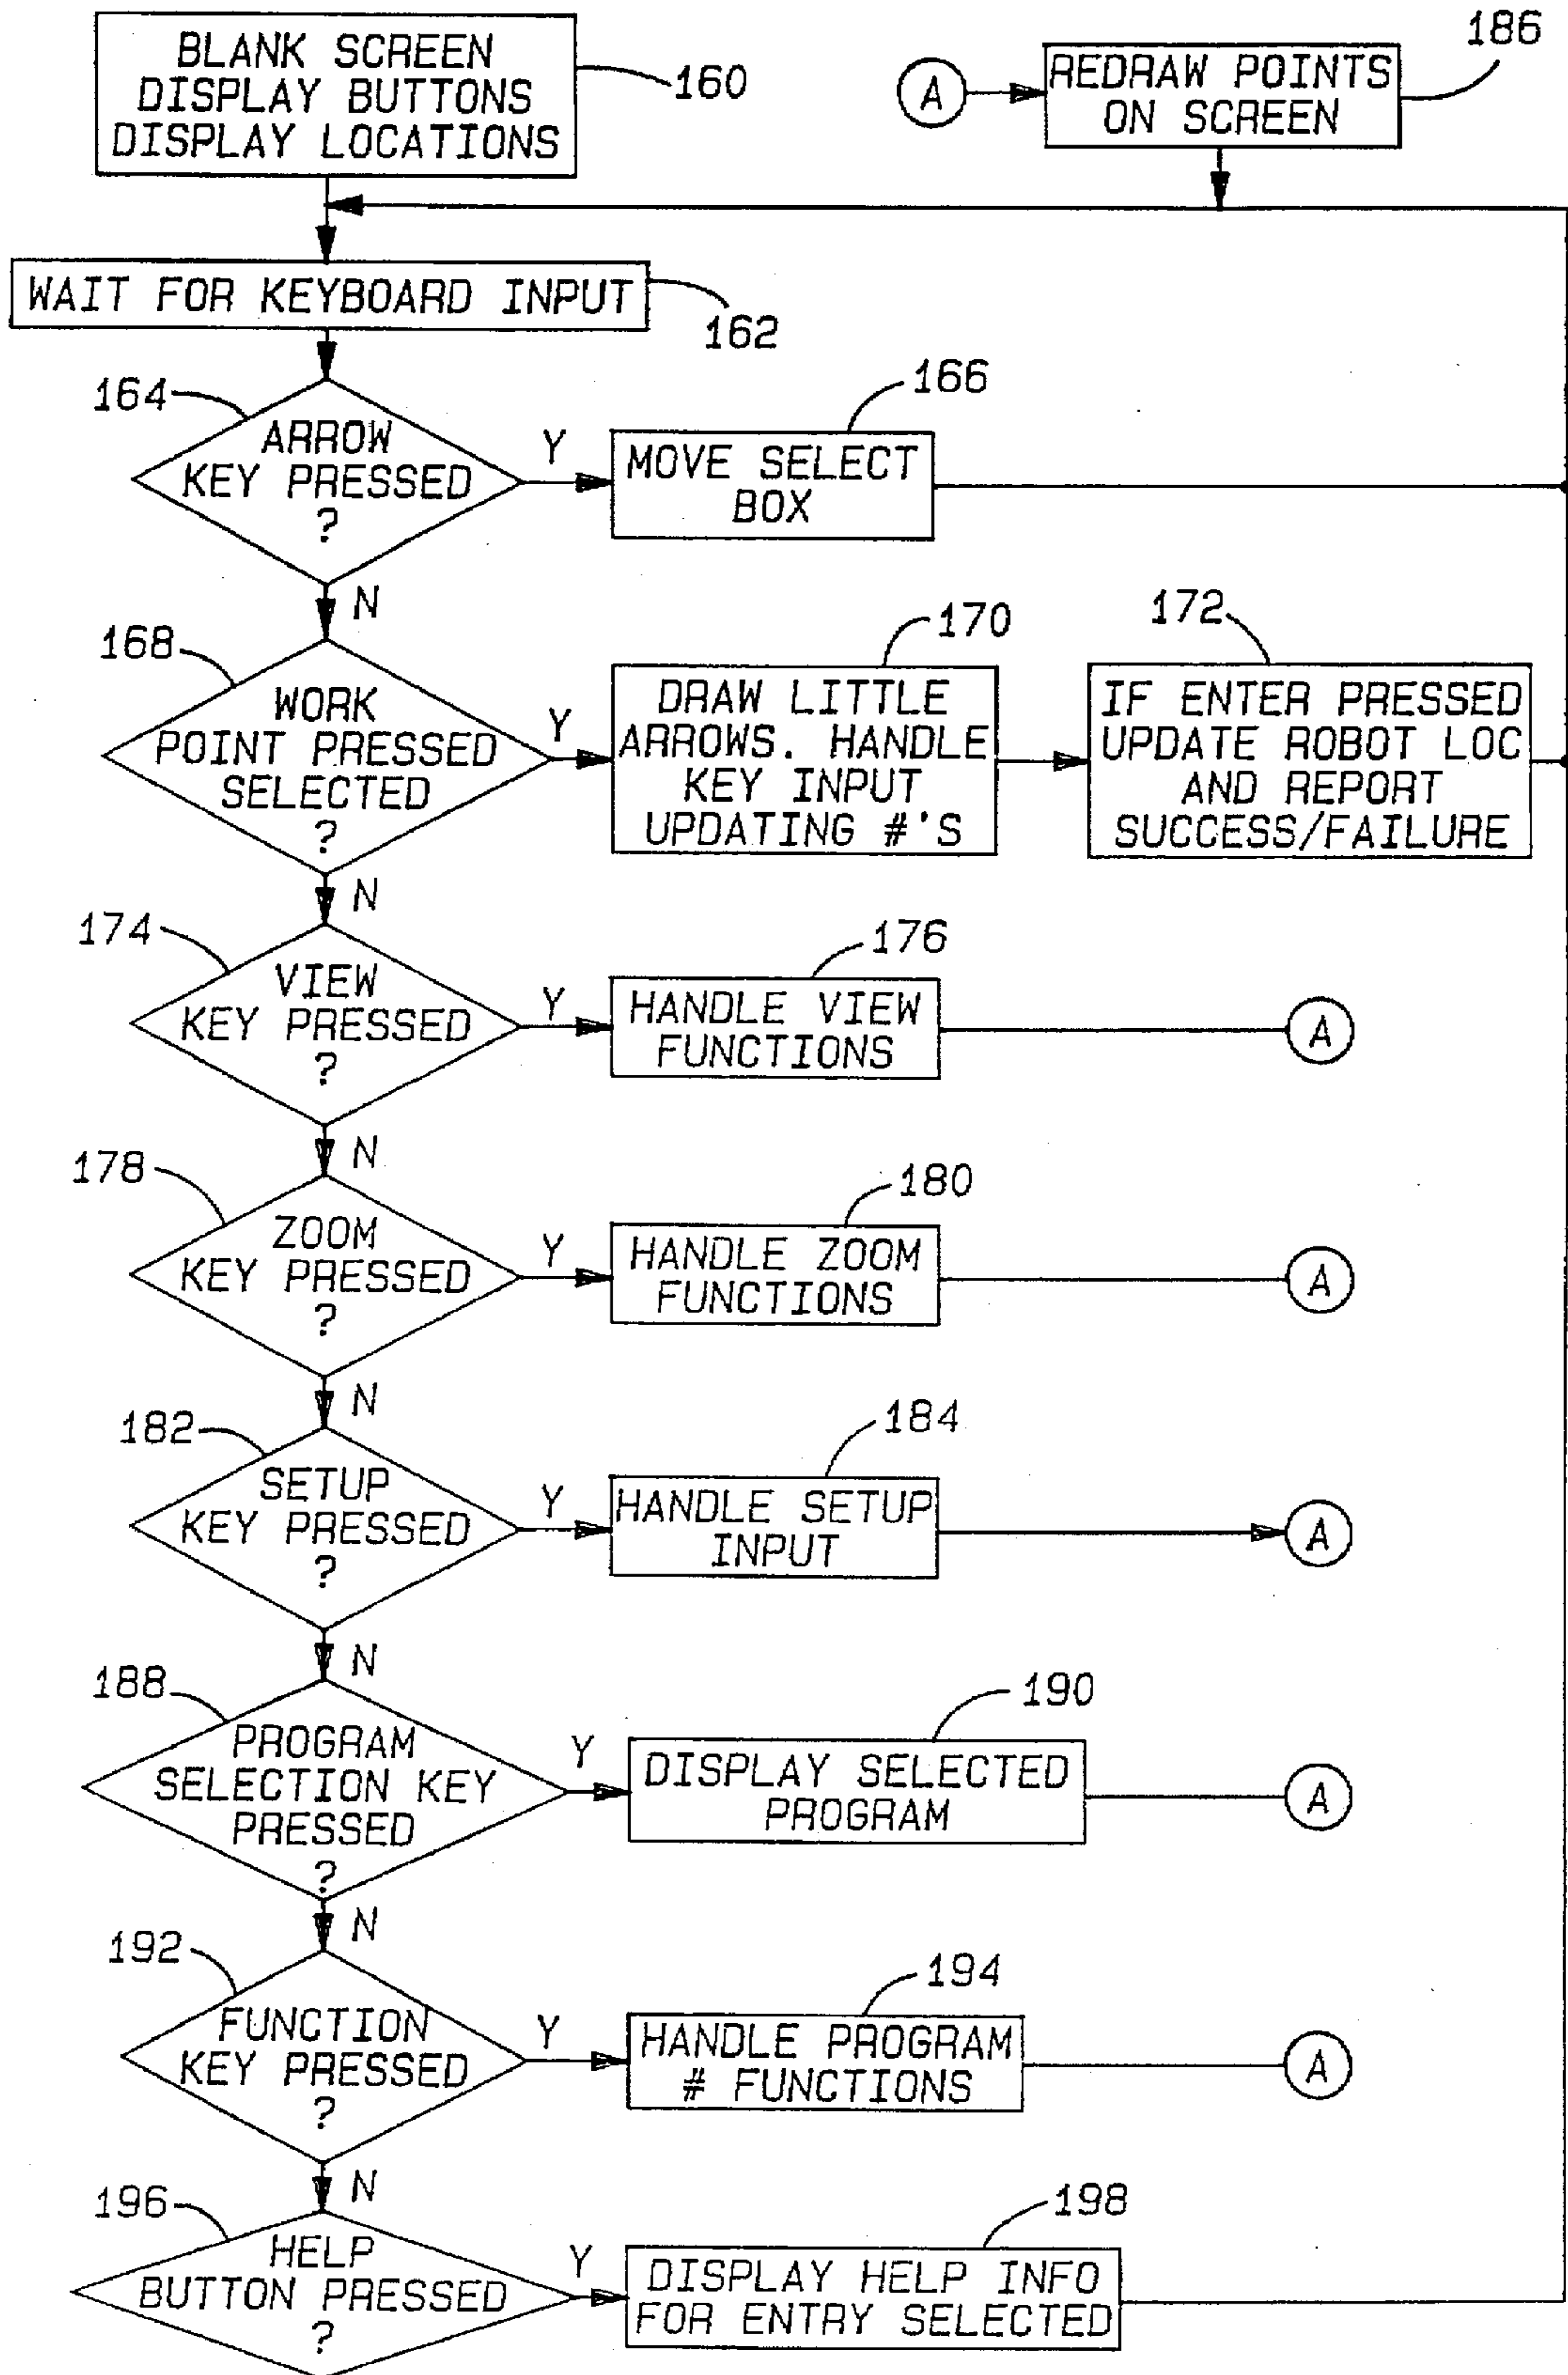 BLANK SCREEN
DISPLAY BUTTONS
DISPLAY LOCATIONS
160
A
REDRAW POINTS
ON SCREEN
186
WAIT FOR KEYBOARD INPUT
162
164
ARROW
KEY PRESSED
?
Y
166
MOVE SELECT
BOX
N
168
WORK
POINT PRESSED
SELECTED
?
Y
170
DRAW LITTLE
ARROWS. HANDLE
KEY INPUT
UPDATING #'S
172
IF ENTER PRESSED
UPDATE ROBOT LOC
AND REPORT
SUCCESS/FAILURE
N
174
VIEW
KEY PRESSED
?
Y
176
HANDLE VIEW
FUNCTIONS
A
N
178
ZOOM
KEY PRESSED
?
Y
180
HANDLE ZOOM
FUNCTIONS
A
N
182
SETUP
KEY PRESSED
?
Y
184
HANDLE SETUP
INPUT
A
N
188
PROGRAM
SELECTION KEY
PRESSED
?
Y
190
DISPLAY SELECTED
PROGRAM
A
N
192
FUNCTION
KEY PRESSED
?
Y
194
HANDLE PROGRAM
# FUNCTIONS
A
N
196
HELP
BUTTON PRESSED
?
Y
198
DISPLAY HELP INFO
FOR ENTRY SELECTED